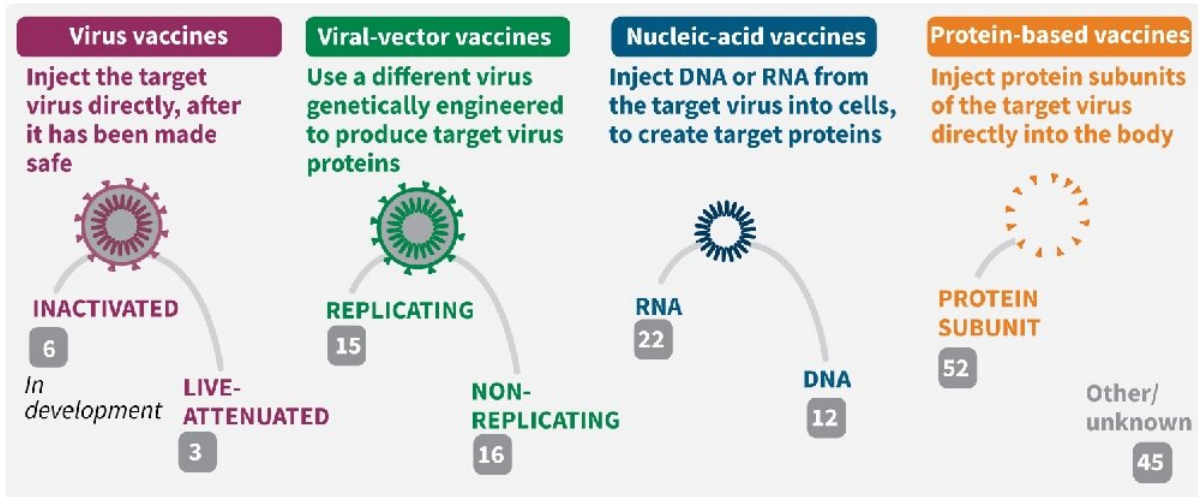 Virus vaccines
Inject the target
virus directly, after
it has been made
safe
INACTIVATED
6
In
development
LIVE-
ATTENUATED
3
Viral-vector vaccines
Use a different virus
genetically engineered
to produce target virus
proteins
REPLICATING
15
NON-
REPLICATING
16
Nucleic-acid vaccines
Inject DNA or RNA from
the target virus into cells,
to create target proteins
RNA
22
DNA
12
Protein-based vaccines
Inject protein subunits
of the target virus
directly into the body
PROTEIN
SUBUNIT
52
Other/
unknown
45